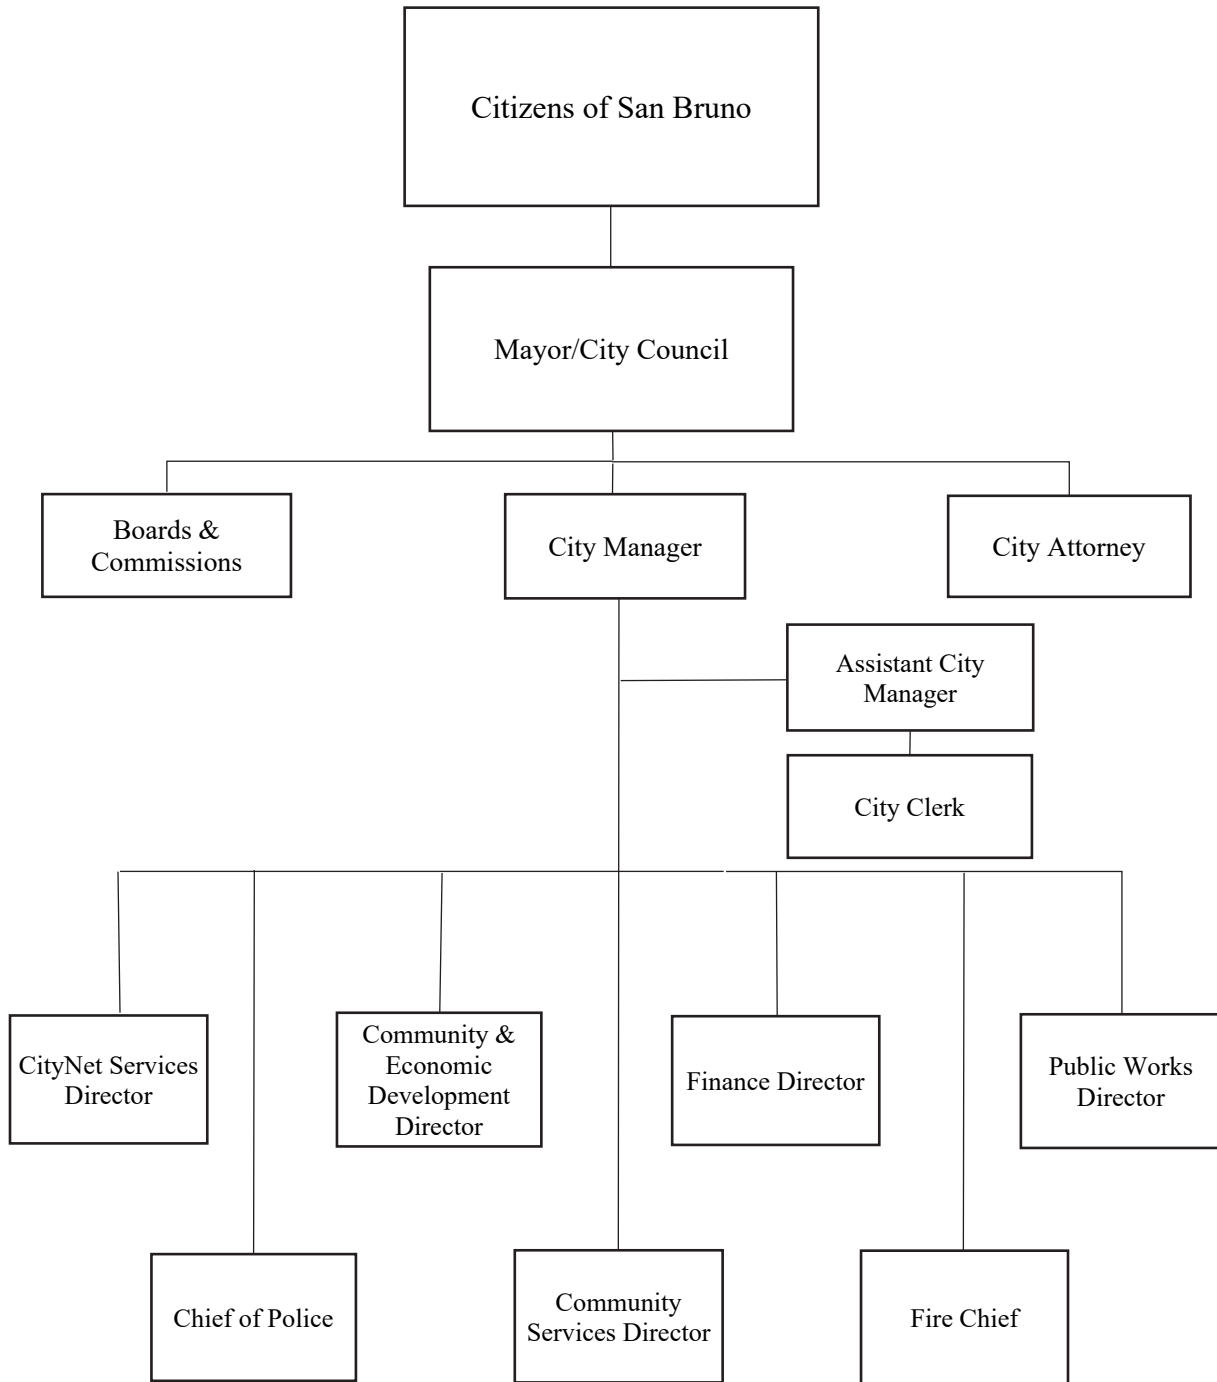 Citizens of San Bruno
Mayor/City Council
Boards &
Commissions
City Manager
City Attorney
Assistant City
Manager
City Clerk
CityNet Services
Director
Community &
Economic
Development
Director
Finance Director
Public Works
Director
Chief of Police
Community
Services Director
Fire Chief